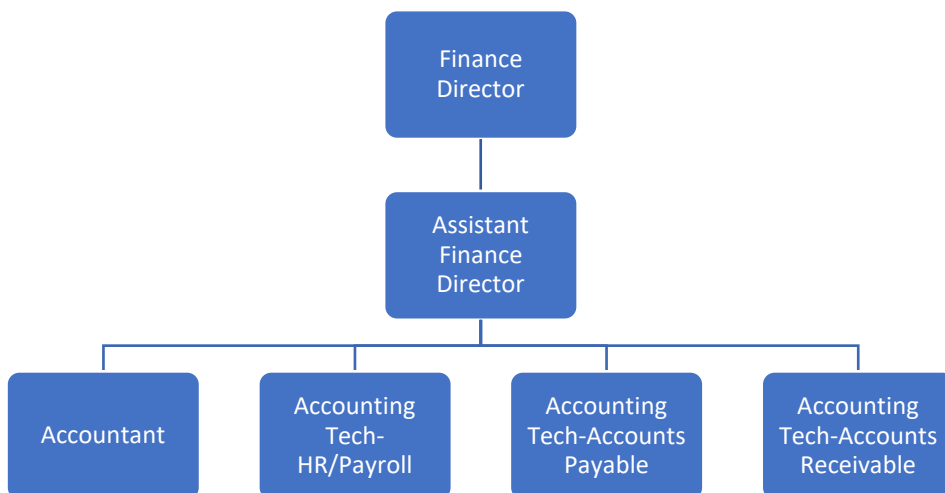 Finance
Director
Assistant
Finance
Director
Accountant
Accounting
Tech-
HR/Payroll
Accounting
Tech-Accounts
Payable
Accounting
Tech-Accounts
Receivable